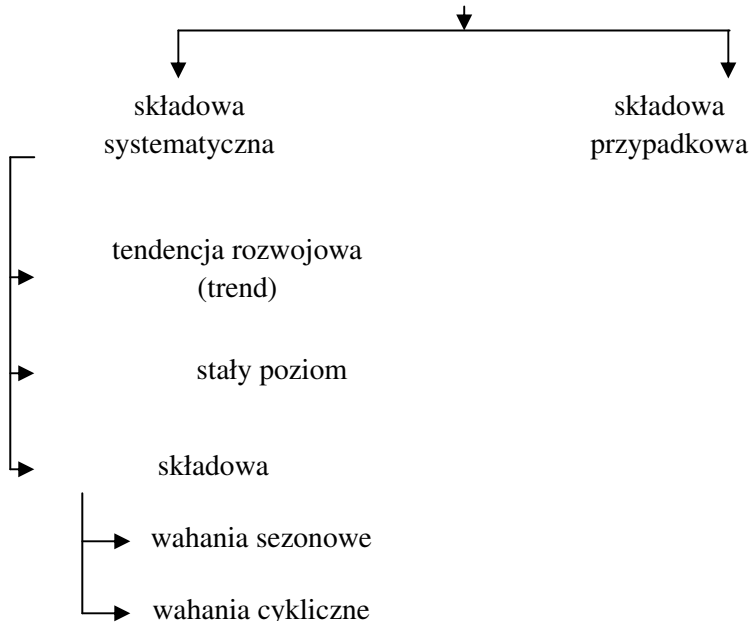 składowa
systematyczna
składowa
przypadkowa
tendencja rozwojowa
(trend)
stały poziom
składowa
wahania sezonowe
wahania cykliczne